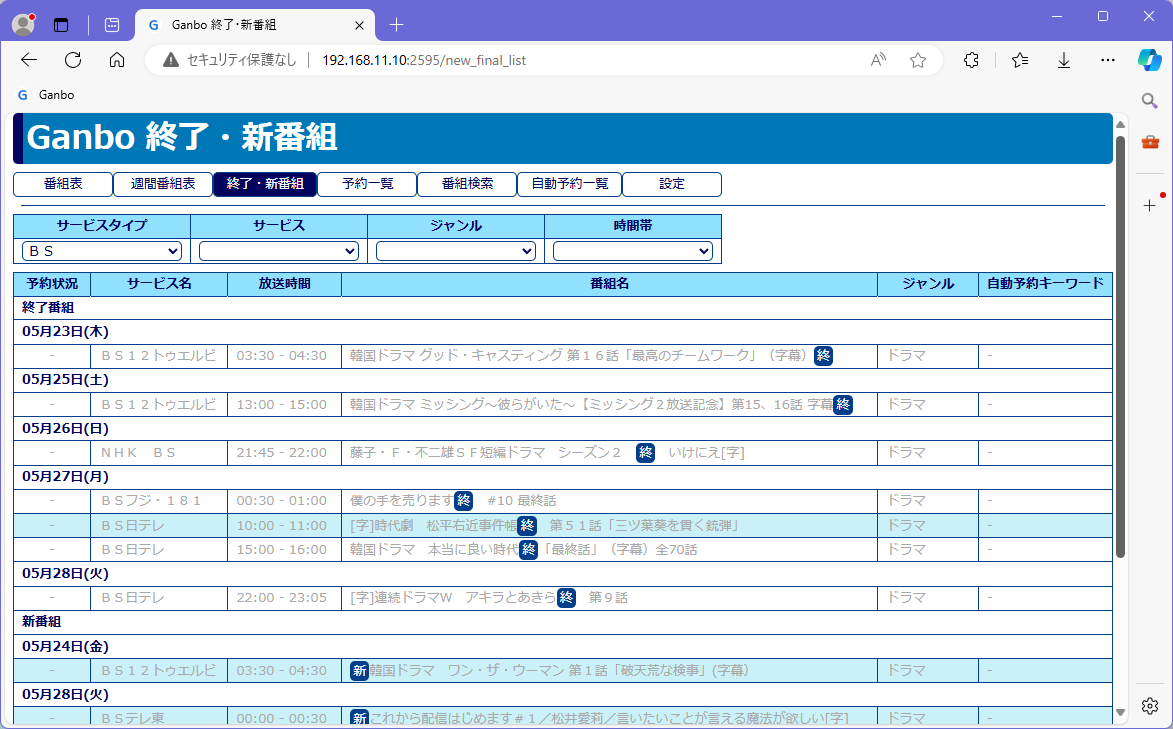 Ganbo 終了･新番組
セキュリティ保護なし 192.168.11.10:2595/new_final_list
Ganbo
Ganbo 終了・新番組
番組表 週間番組表 終了・新番組 予約一覧 番組検索 自動予約一覧 設定
サービスタイプ サービス ジャンル 時間帯
ＢＳ
予約状況 サービス名 放送時間 番組名 ジャンル 自動予約キーワード
終了番組
05月23日(木)
- ＢＳ１２トゥエルビ 03:30 - 04:30 韓国ドラマ グッド・キャスティング 第１６話「最高のチームワーク」（字幕）終 ドラマ -
05月25日(土)
- ＢＳ１２トゥエルビ 13:00 - 15:00 韓国ドラマ ミッシング～彼らがいた～【ミッシング２放送記念】第15、16話 字幕終 ドラマ -
05月26日(日)
- ＮＨＫ　ＢＳ 21:45 - 22:00 藤子・Ｆ・不二雄ＳＦ短編ドラマ　シーズン２　終　いけにえ[字] ドラマ -
05月27日(月)
- ＢＳフジ・１８１ 00:30 - 01:00 僕の手を売ります終　#10 最終話 ドラマ -
- ＢＳ日テレ 10:00 - 11:00 [字]時代劇　松平右近事件帳終　第５１話「三ツ葉葵を貫く銃弾」 ドラマ -
- ＢＳ日テレ 15:00 - 16:00 韓国ドラマ　本当に良い時代終「最終話」（字幕）全70話 ドラマ -
05月28日(火)
- ＢＳ日テレ 22:00 - 23:05 [字]連続ドラマＷ　アキラとあきら終　第９話 ドラマ -
新番組
05月24日(金)
- ＢＳ１２トゥエルビ 03:30 - 04:30 新韓国ドラマ　ワン・ザ・ウーマン 第１話「破天荒な検事」(字幕） ドラマ -
05月28日(火)
- ＢＳテレ東 00:00 - 00:30 新これから配信はじめます＃１／松井愛莉／言いたいことが言える魔法が欲しい[字] ドラマ -